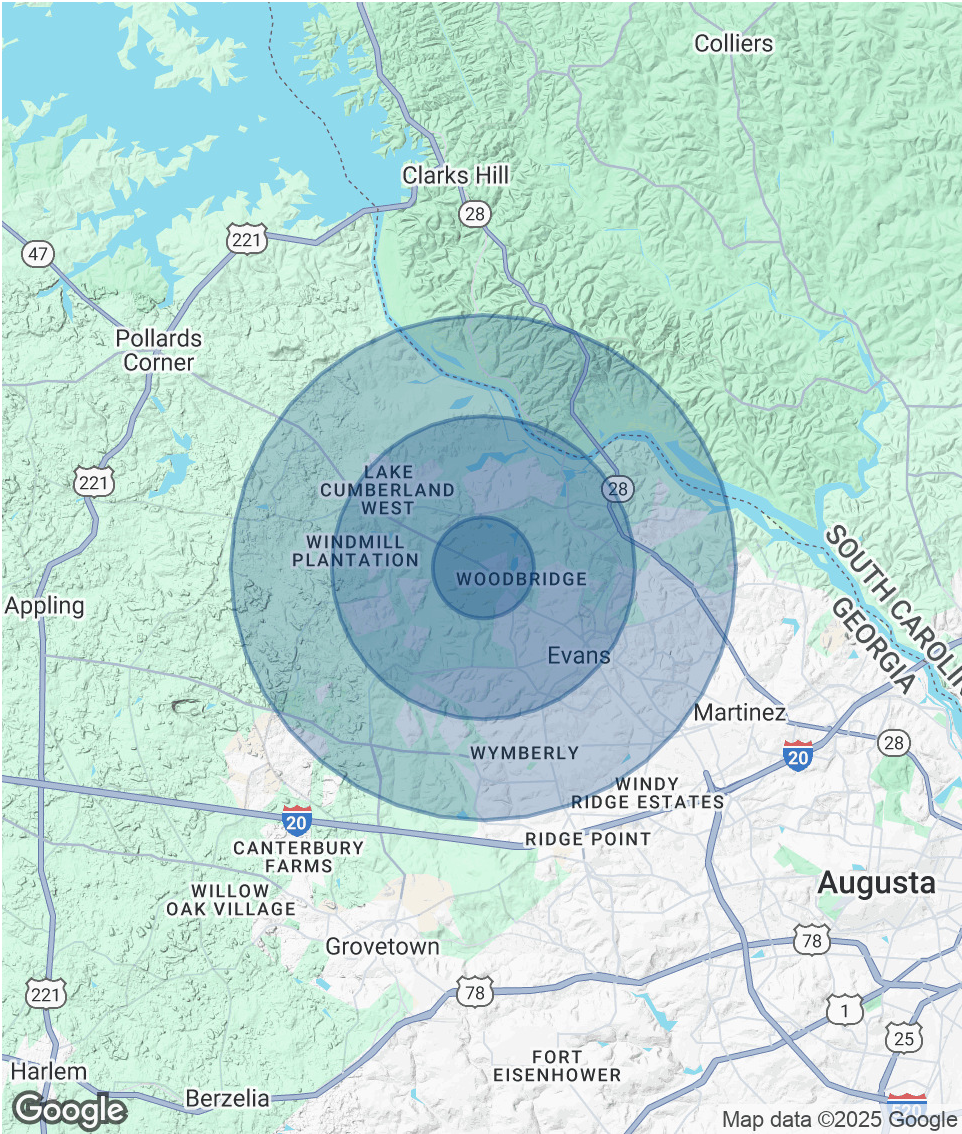 Colliers
Clarks Hill
28
221
47
Pollards
Corner
LAKE
CUMBERLAND
WEST
221
28
WINDMILL
PLANTATION
WOODBRIDGE
SOUTH CAROLIN
GEORGIA
Appling
Evans
Martinez
28
WYMBERLY
20
WINDY
RIDGE ESTATES
20
RIDGE POINT
CANTERBURY
FARMS
Augusta
WILLOW
OAK VILLAGE
Grovetown
78
221
78
1
25
FORT
EISENHOWER
Harlem
Berzelia
Google
Map data ©2025 Google